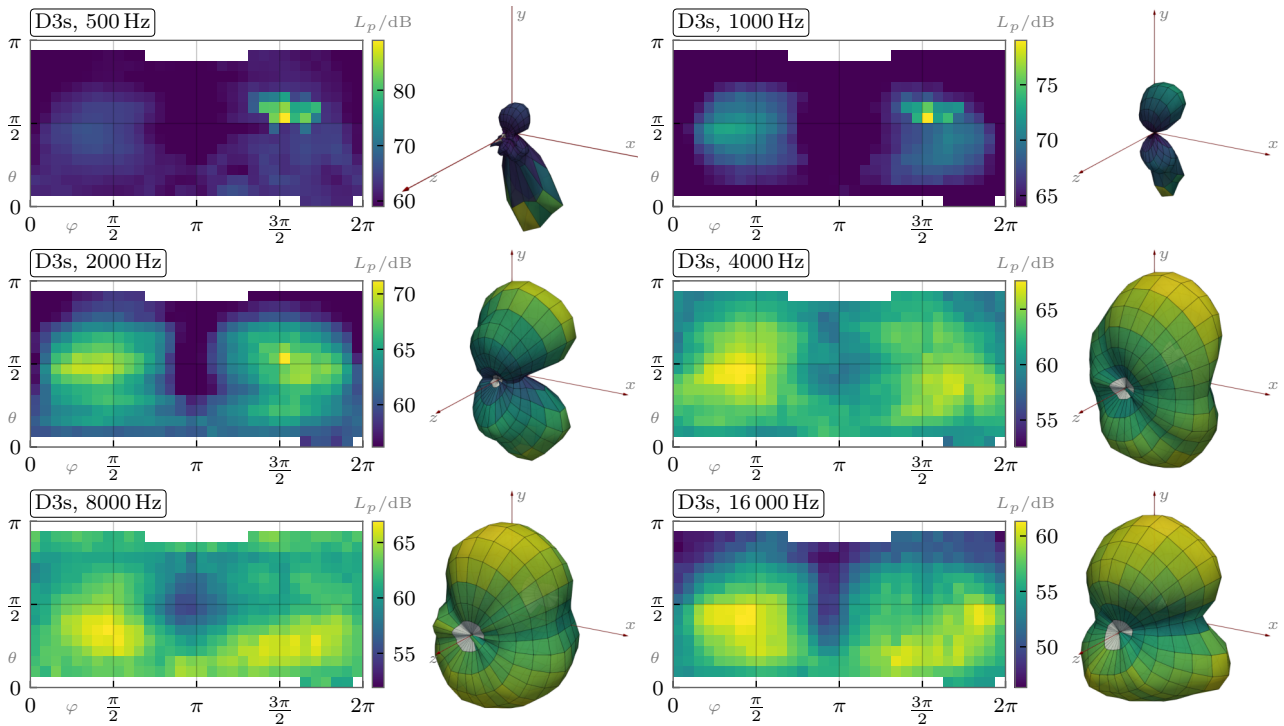 D3s, 500 Hz
L_p/dB
π
π/2
θ
0
0
φ
π/2
π
3π/2
2π
80
70
60
y
x
z
D3s, 1000 Hz
L_p/dB
π
π/2
θ
0
0
φ
π/2
π
3π/2
2π
75
70
65
y
x
z
D3s, 2000 Hz
L_p/dB
π
π/2
θ
0
0
φ
π/2
π
3π/2
2π
70
65
60
y
x
z
D3s, 4000 Hz
L_p/dB
π
π/2
θ
0
0
φ
π/2
π
3π/2
2π
65
60
55
y
x
z
D3s, 8000 Hz
L_p/dB
π
π/2
θ
0
0
φ
π/2
π
3π/2
2π
65
60
55
y
x
z
D3s, 16 000 Hz
L_p/dB
π
π/2
θ
0
0
φ
π/2
π
3π/2
2π
60
55
50
y
x
z